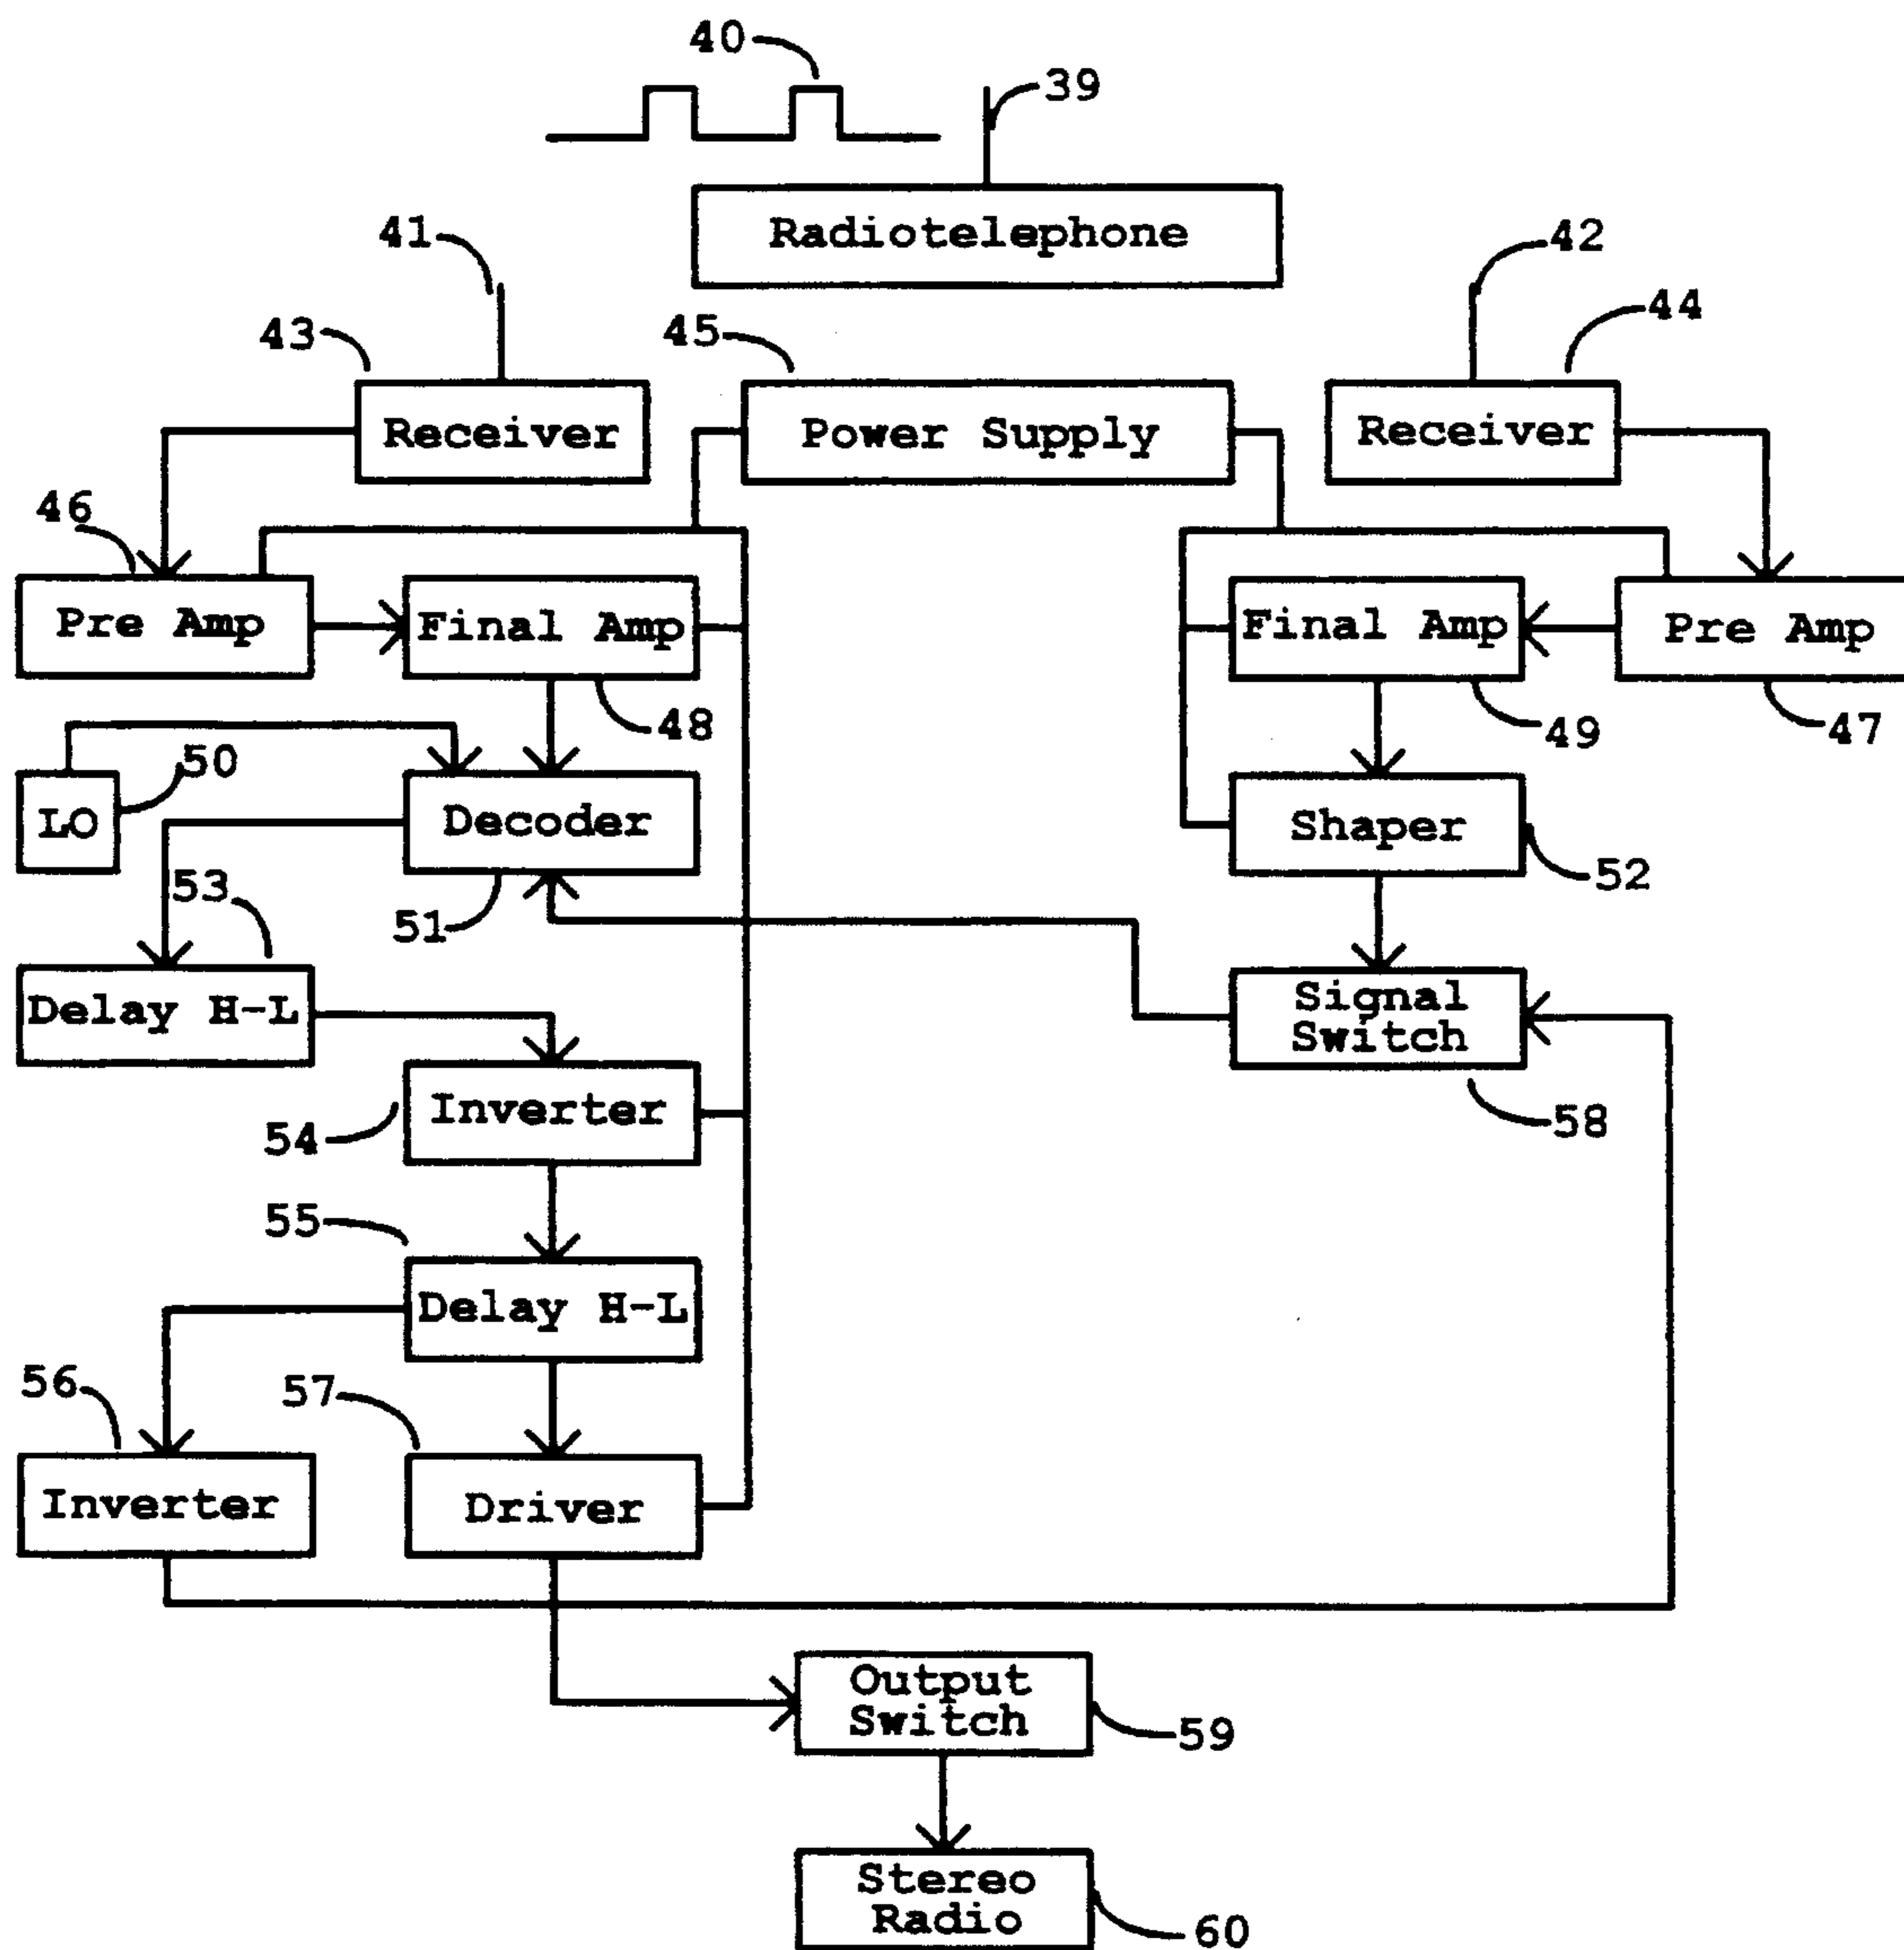 40
39
Radiotelephone
41
42
43
45
44
Receiver
Power Supply
Receiver
46
Pre Amp
Final Amp
Final Amp
Pre Amp
48
49
47
50
LO
Decoder
Shaper
53
51
52
Delay H-L
Signal
Switch
54
Inverter
58
55
Delay H-L
56
57
Inverter
Driver
Output
Switch
59
Stereo
Radio
60